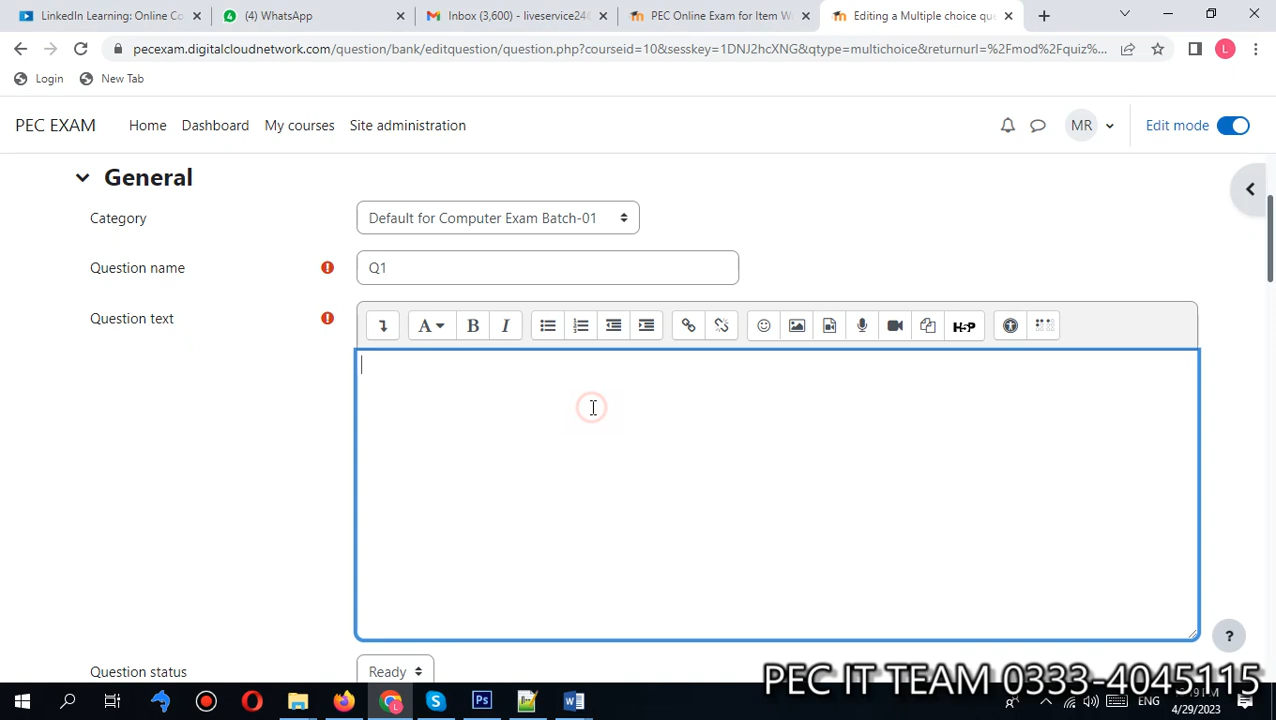 LinkedIn Learning: Online Co
(4) WhatsApp
Inbox (3,600) - liveservice24
PEC Online Exam for Item W
Editing a Multiple choice qu
pecexam.digitalcloudnetwork.com/question/bank/editquestion/question.php?courseid=10&sesskey=1DNJ2hcXNG&qtype=multichoice&returnurl=%2Fmod%2Fquiz%2F...
L
Login
New Tab
PEC EXAM
Home
Dashboard
My courses
Site administration
MR
Edit mode
General
Category
Default for Computer Exam Batch-01
Question name
Q1
Question text
A
B
I
H-P
?
Question status
Ready
PEC IT TEAM 0333-4045115
ENG
4/29/2023